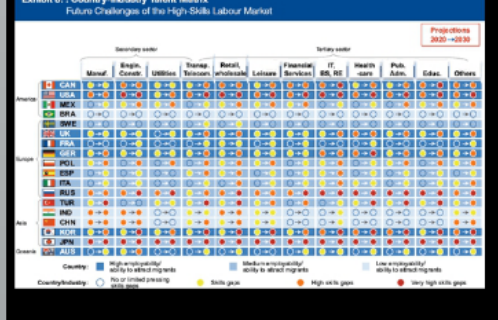 Country-Industry Talent Matrix
Future Challenges of the High-Skills Labour Market
Projections
2020→2030
Secondary sector Tertiary sector
Manuf. Engin. Constr. Utilities Transp. Telecom. Retail, wholesale Leisure Financial Services IT, BS, RE Health -care Pub. Adm. Educ. Others
Americas
CAN
USA
MEX
BRA
SWE
UK
FRA
Europe
GER
POL
ESP
ITA
RUS
TUR
IND
Asia
CHN
KOR
JPN
Oceania
AUS
Country: High employability/ ability to attract migrants Medium employability/ ability to attract migrants Low employability/ ability to attract migrants
Country/Industry: No or limited pressing skills gaps Skills gaps High skills gaps Very high skills gaps